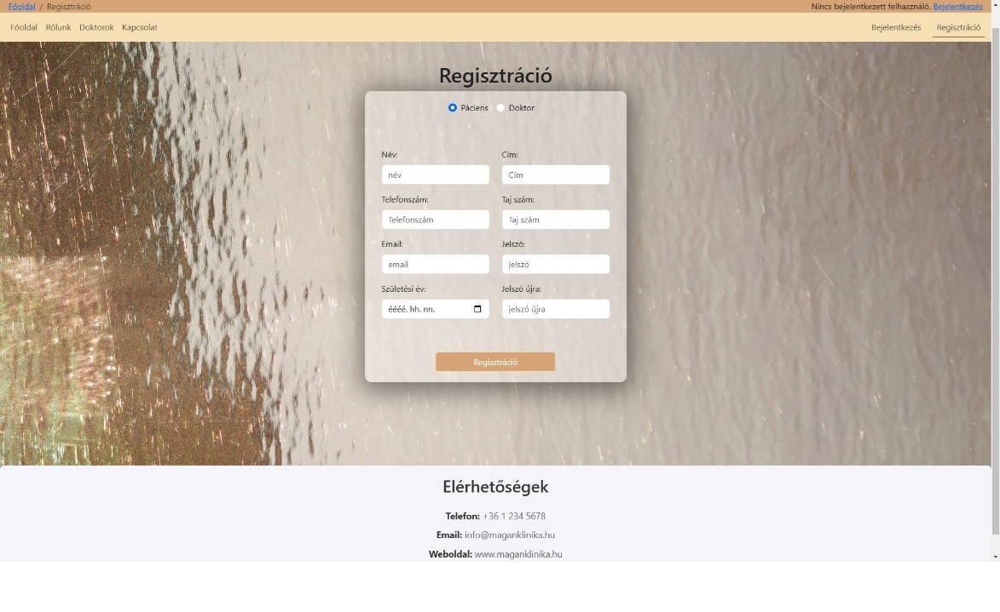 Főoldal / Regisztráció
Nincs bejelentkezett felhasználó. Bejelentkezés
Főoldal Rólunk Doktorok Kapcsolat
Bejelentkezés Regisztráció
Regisztráció
Páciens Doktor
Név: Cím:
név Cím
Telefonszám: Taj szám:
Telefonszám Taj szám
Email: Jelszó:
email jelszó
Születési év: Jelszó újra:
éééé. hh. nn. jelszó újra
Regisztráció
Elérhetőségek
Telefon: +36 1 234 5678
Email: info@maganklinika.hu
Weboldal: www.maganklinika.hu